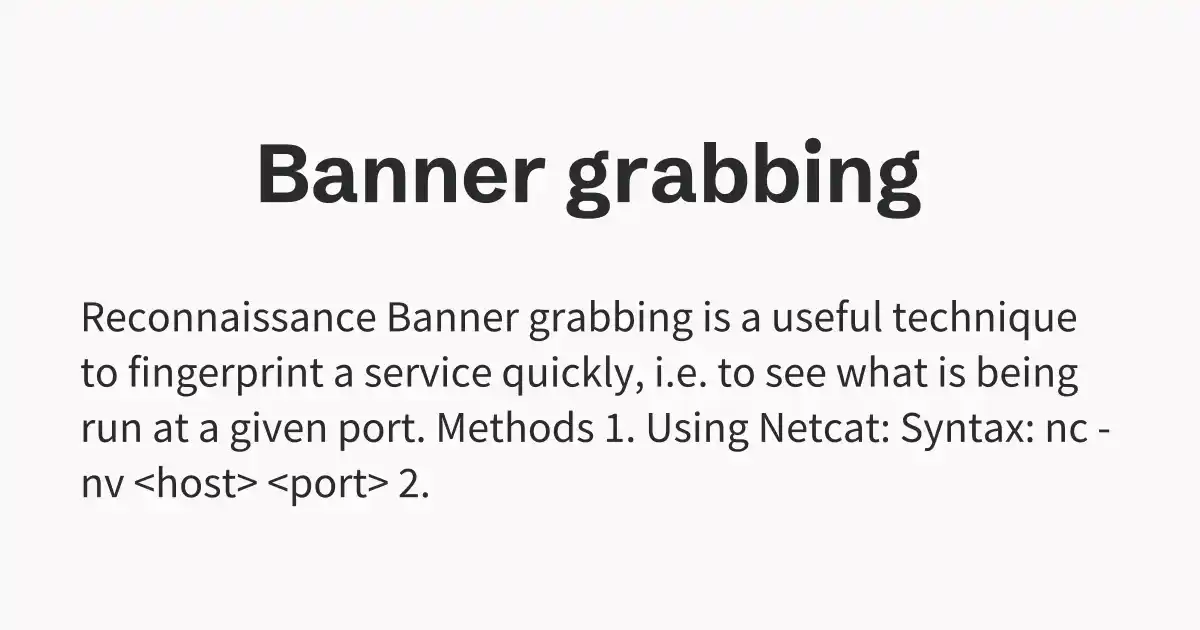 Banner grabbing
Reconnaissance Banner grabbing is a useful technique
to fingerprint a service quickly, i.e. to see what is being
run at a given port. Methods 1. Using Netcat: Syntax: nc -
nv <host> <port> 2.